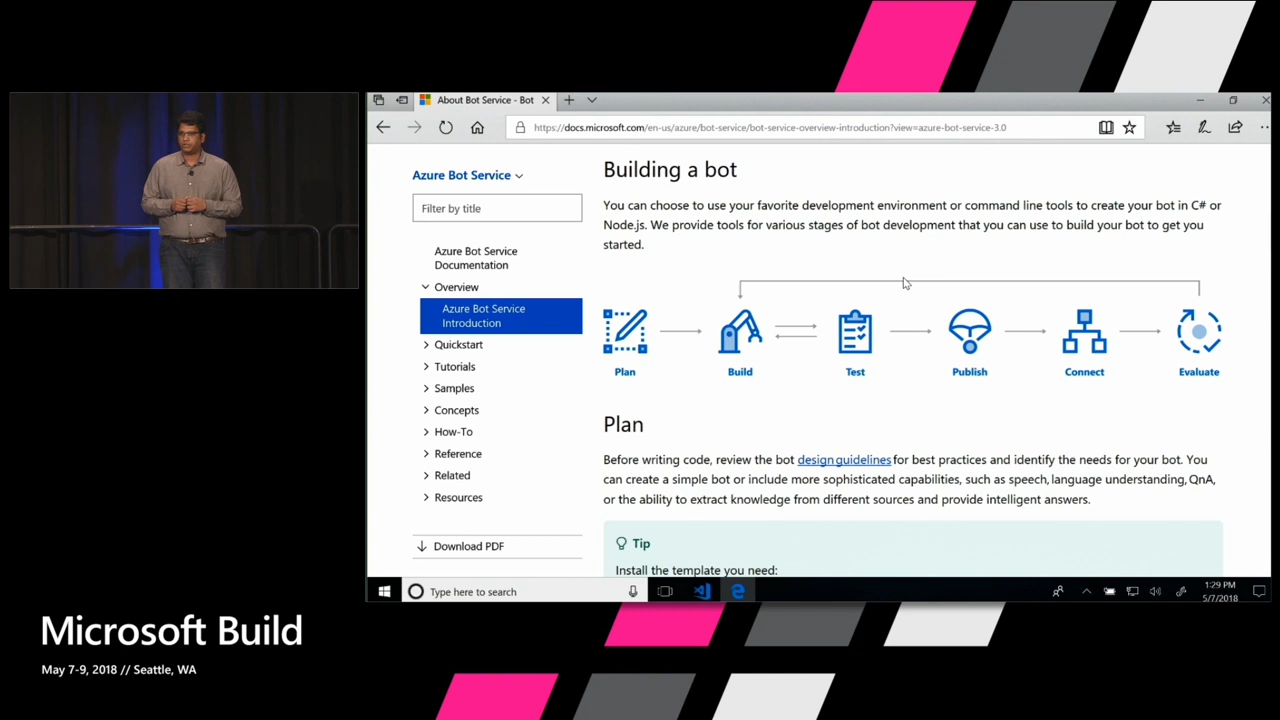 About Bot Service - Bot
https://docs.microsoft.com/en-us/azure/bot-service/bot-service-overview-introduction?view=azure-bot-service-3.0
Azure Bot Service
Filter by title
Azure Bot Service
Documentation
Overview
Azure Bot Service
Introduction
Quickstart
Tutorials
Samples
Concepts
How-To
Reference
Related
Resources
Download PDF
Building a bot
You can choose to use your favorite development environment or command line tools to create your bot in C# or
Node.js. We provide tools for various stages of bot development that you can use to build your bot to get you
started.
Plan
Build
Test
Publish
Connect
Evaluate
Plan
Before writing code, review the bot design guidelines for best practices and identify the needs for your bot. You
can create a simple bot or include more sophisticated capabilities, such as speech, language understanding, QnA,
or the ability to extract knowledge from different sources and provide intelligent answers.
Tip
Install the template you need:
Type here to search
1:29 PM
5/7/2018
Microsoft Build
May 7-9, 2018 // Seattle, WA